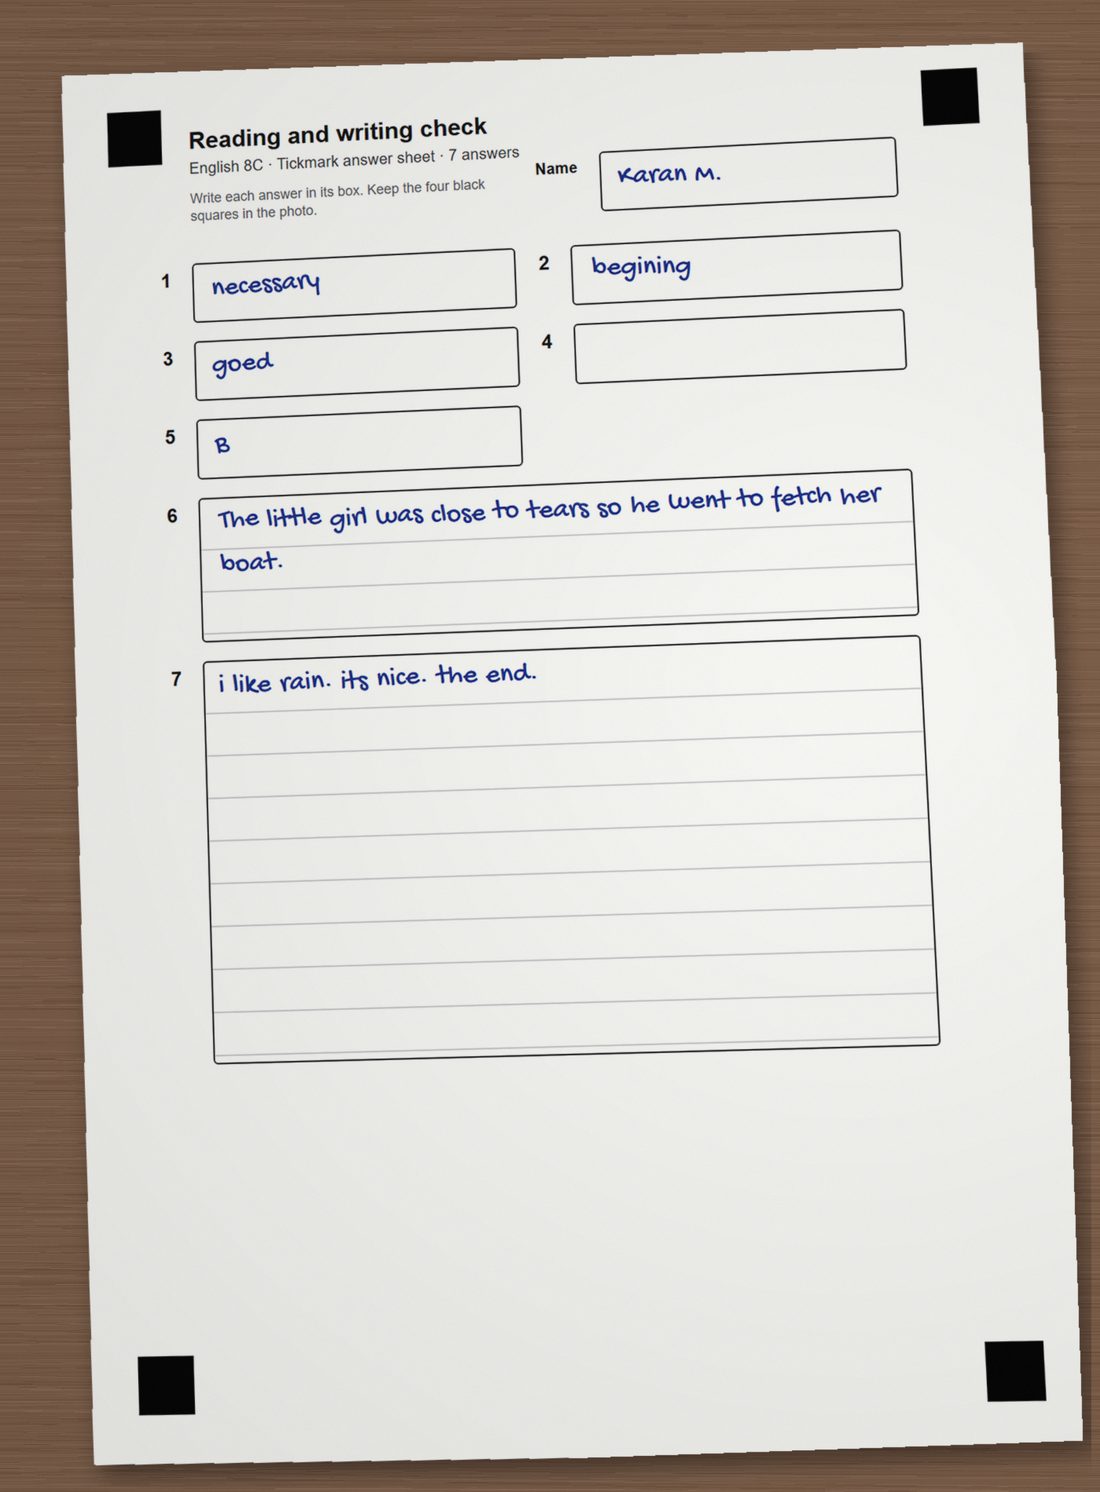 Reading and writing check
English 8C · Tickmark answer sheet · 7 answers
Write each answer in its box. Keep the four black
squares in the photo.
Name
Karan M.
1
necessary
2
begining
3
goed
4
5
B
6
The little girl was close to tears so he went to fetch her
boat.
7
i like rain. its nice. the end.